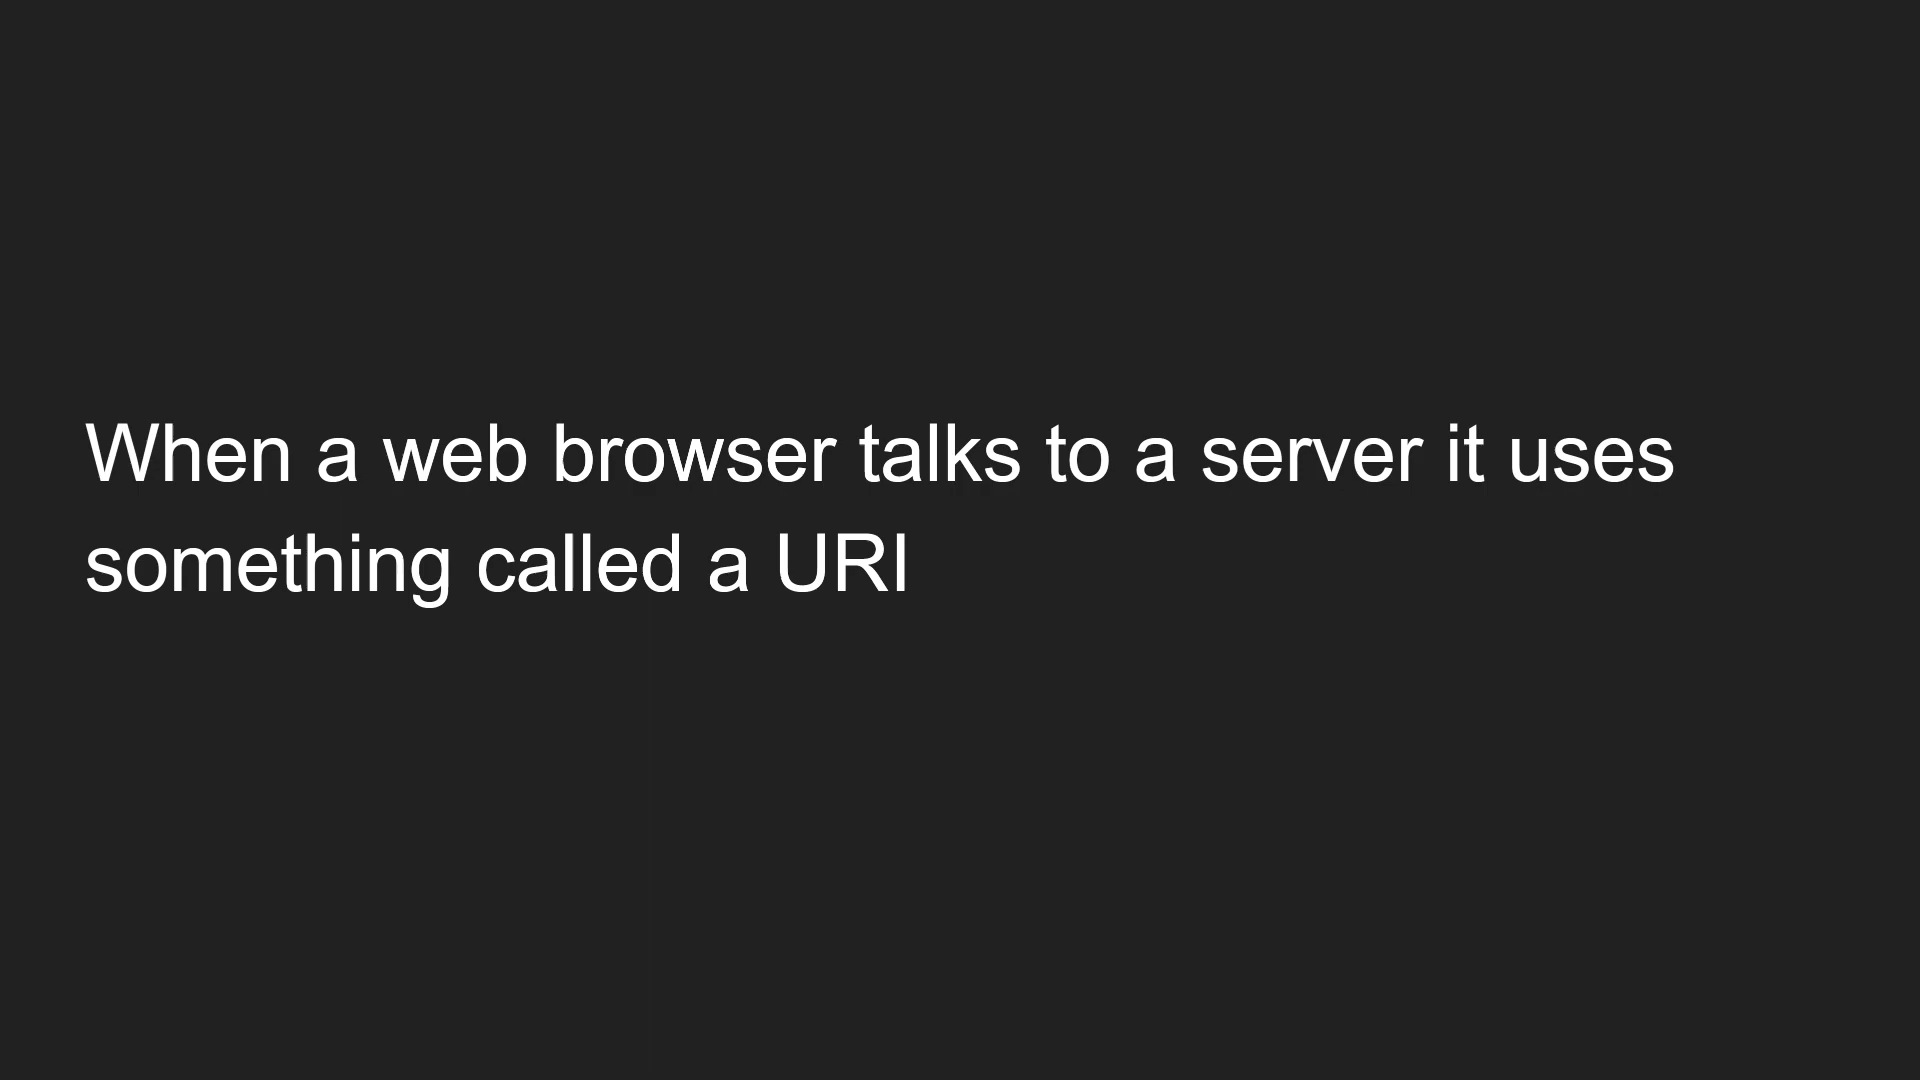 When a web browser talks to a server it uses
something called a URI